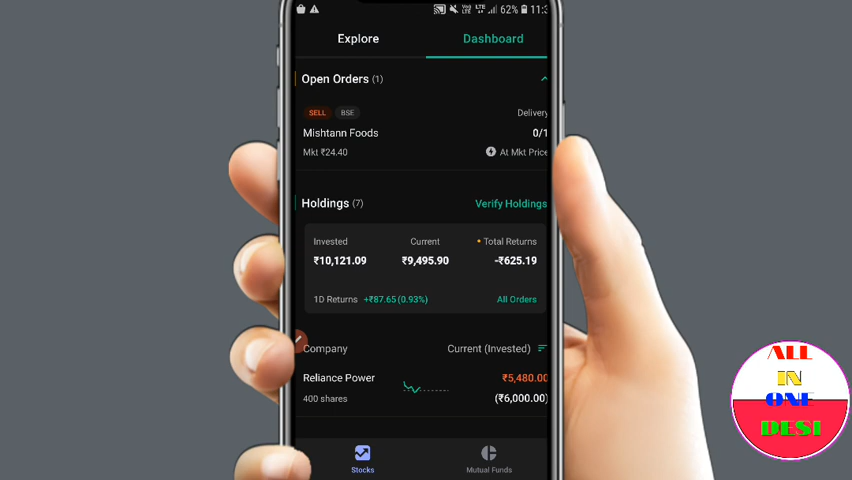 62% 11:3
Explore Dashboard
Open Orders (1)
SELL BSE Delivery
Mishtann Foods 0/1
Mkt ₹24.40 At Mkt Price
Holdings (7) Verify Holdings
Invested Current Total Returns
₹10,121.09 ₹9,495.90 -₹625.19
1D Returns +₹87.65 (0.93%) All Orders
Company Current (Invested)
Reliance Power ₹5,480.00
400 shares (₹6,000.00)
Stocks Mutual Funds
ALL
IN
ONE
DESI